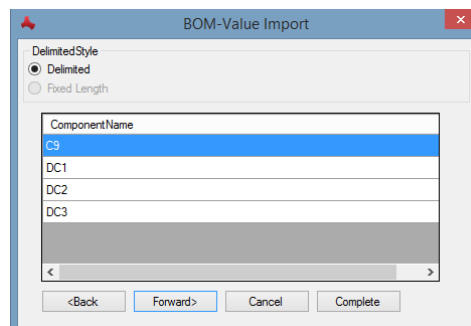 BOM-Value Import
DelimitedStyle
Delimited
Fixed Length
ComponentName
C9
DC1
DC2
DC3
<Back Forward> Cancel Complete